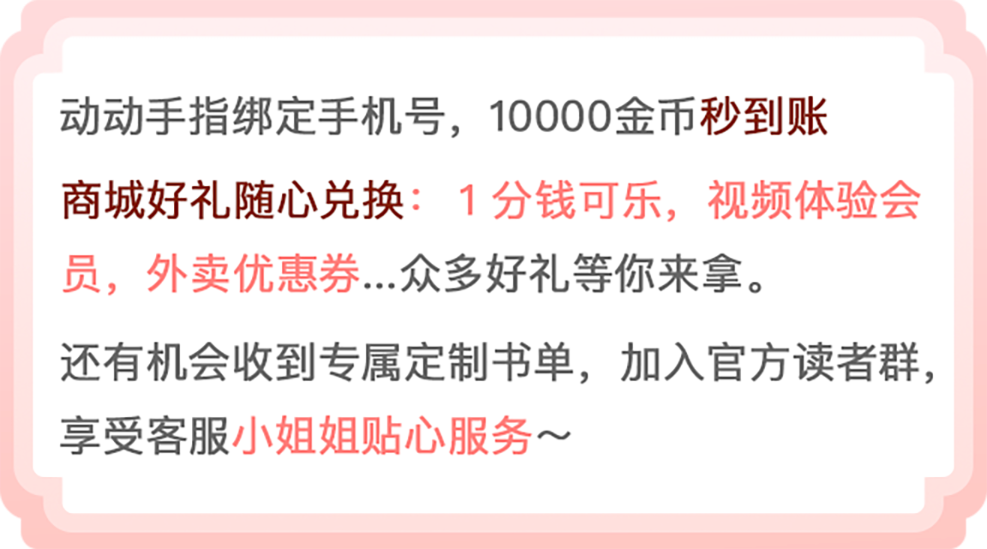 动动手指绑定手机号，10000金币秒到账
商城好礼随心兑换：1分钱可乐，视频体验会
员，外卖优惠券...众多好礼等你来拿。
还有机会收到专属定制书单，加入官方读者群，
享受客服小姐姐贴心服务～